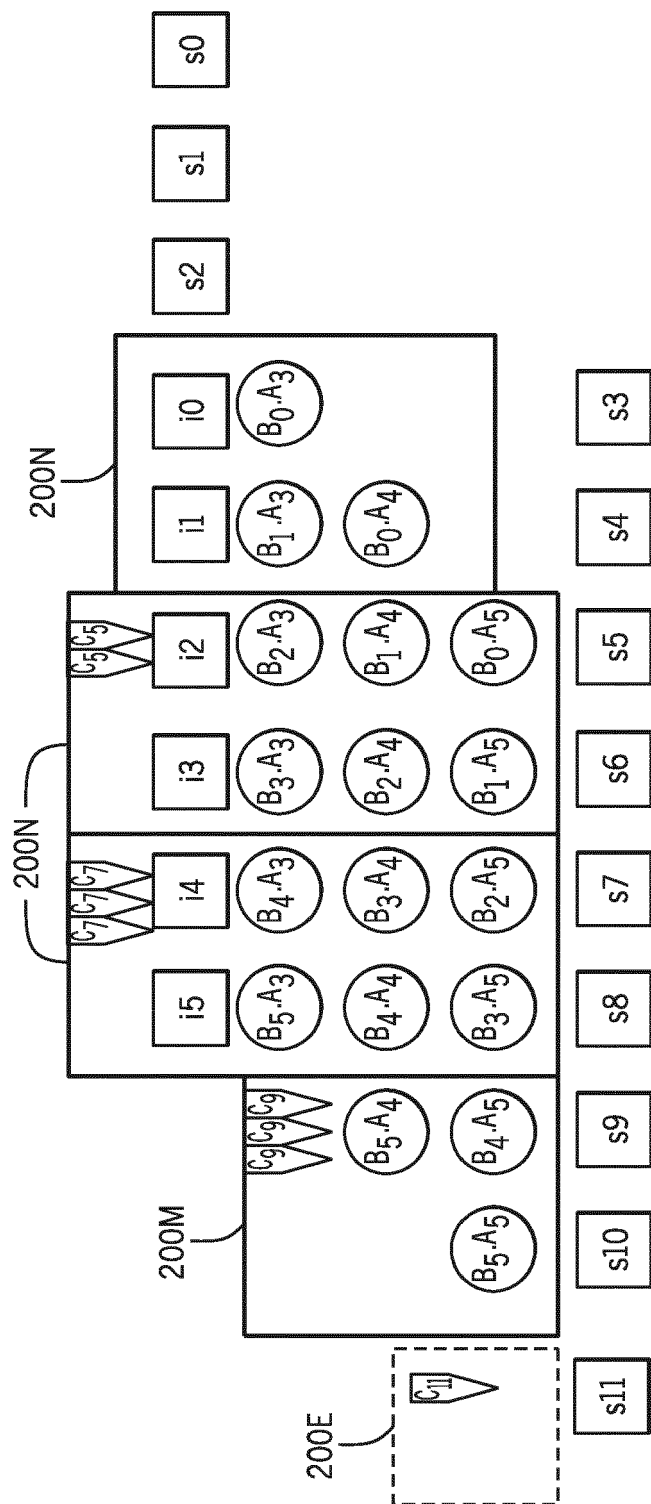 200N
200N
C7 C7 C7 C5 C5
200M
i5 i4 i3 i2 i1 i0 s2 s1 s0
C9 C9 C9
B5·A3 B4·A3 B3·A3 B2·A3 B1·A3 B0·A3
200E
B5·A4 B4·A4 B3·A4 B2·A4 B1·A4 B0·A4
C11
B5·A5 B4·A5 B3·A5 B2·A5 B1·A5 B0·A5
s11 s10 s9 s8 s7 s6 s5 s4 s3